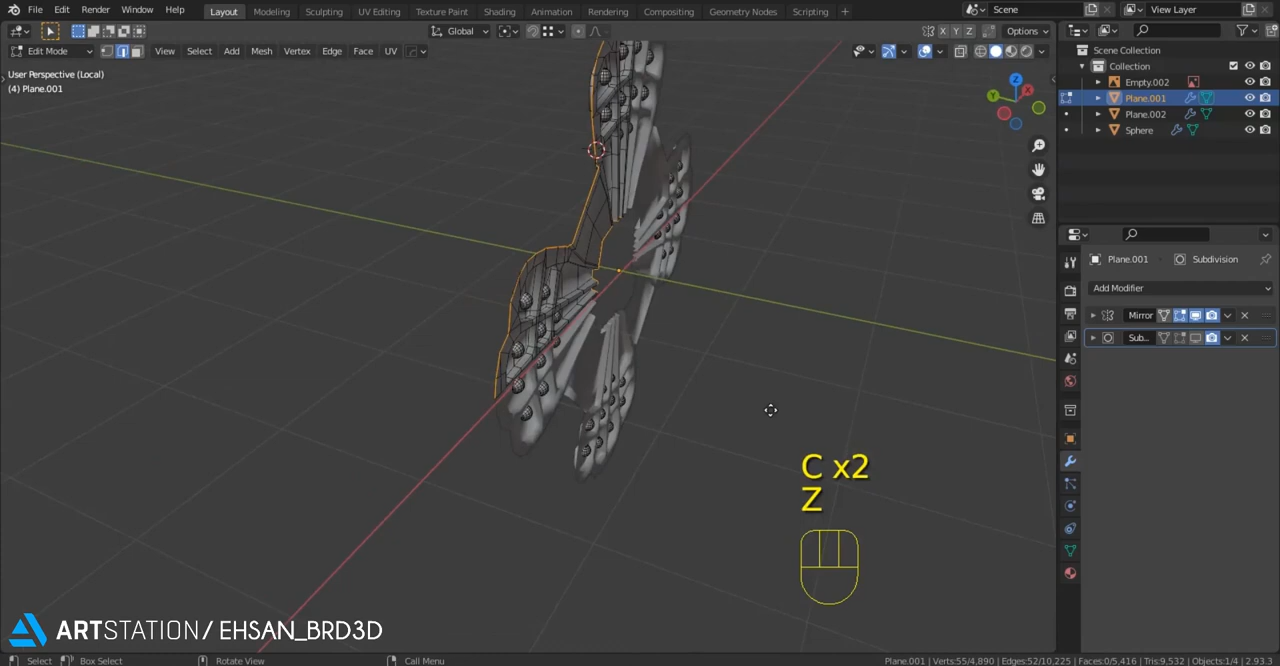 File Edit Render Window Help Layout Modeling Sculpting UV Editing Texture Paint Shading Animation Rendering Compositing Geometry Nodes Scripting + Scene View Layer
Global Options
Edit Mode View Select Add Mesh Vertex Edge Face UV X Y Z
User Perspective (Local)
(4) Plane.001
Scene Collection
Collection
Empty.002
Plane.001
Plane.002
Sphere
Z
X
Y
Plane.001 Subdivision
Add Modifier
Mirror
Sub...
C x2
Z
ARTSTATION/EHSAN_BRD3D
Select Box Select Rotate View Call Menu Plane.001 Verts:55/4,890 Edges:52/10,225 Faces:0/5,416 Tris:9,532 Objects:1/4 2.93.3